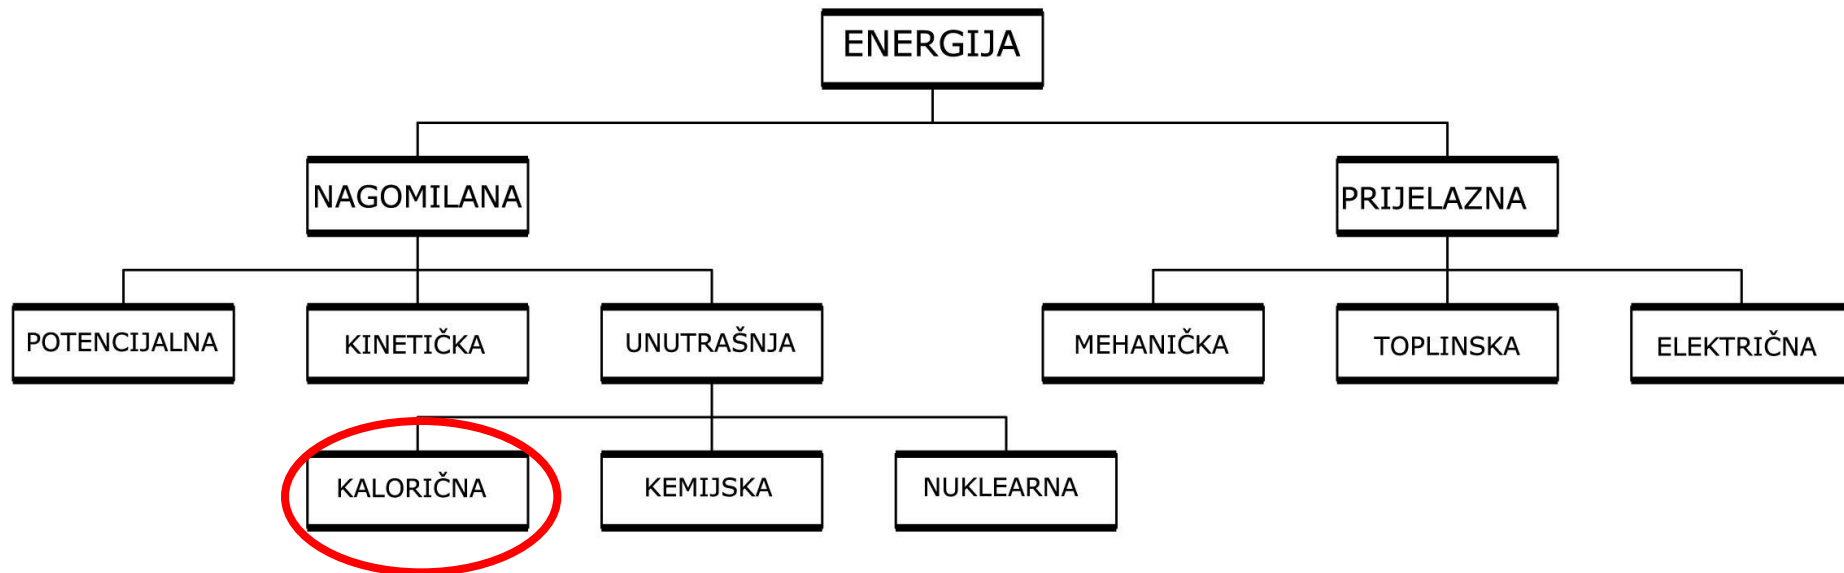 ENERGIJA
NAGOMILANA
PRIJELAZNA
POTENCIJALNA
KINETIČKA
UNUTRAŠNJA
MEHANIČKA
TOPLINSKA
ELEKTRIČNA
KALORIČNA
KEMIJSKA
NUKLEARNA